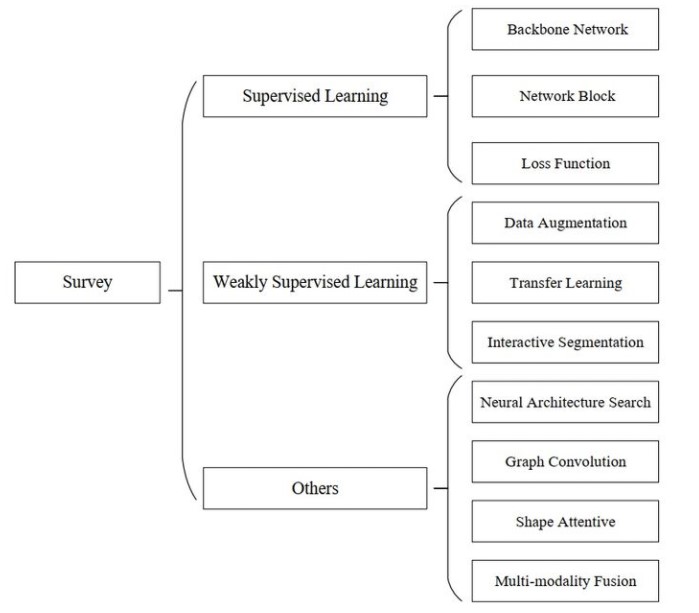 Survey
Supervised Learning
Backbone Network
Network Block
Loss Function
Weakly Supervised Learning
Data Augmentation
Transfer Learning
Interactive Segmentation
Others
Neural Architecture Search
Graph Convolution
Shape Attentive
Multi-modality Fusion